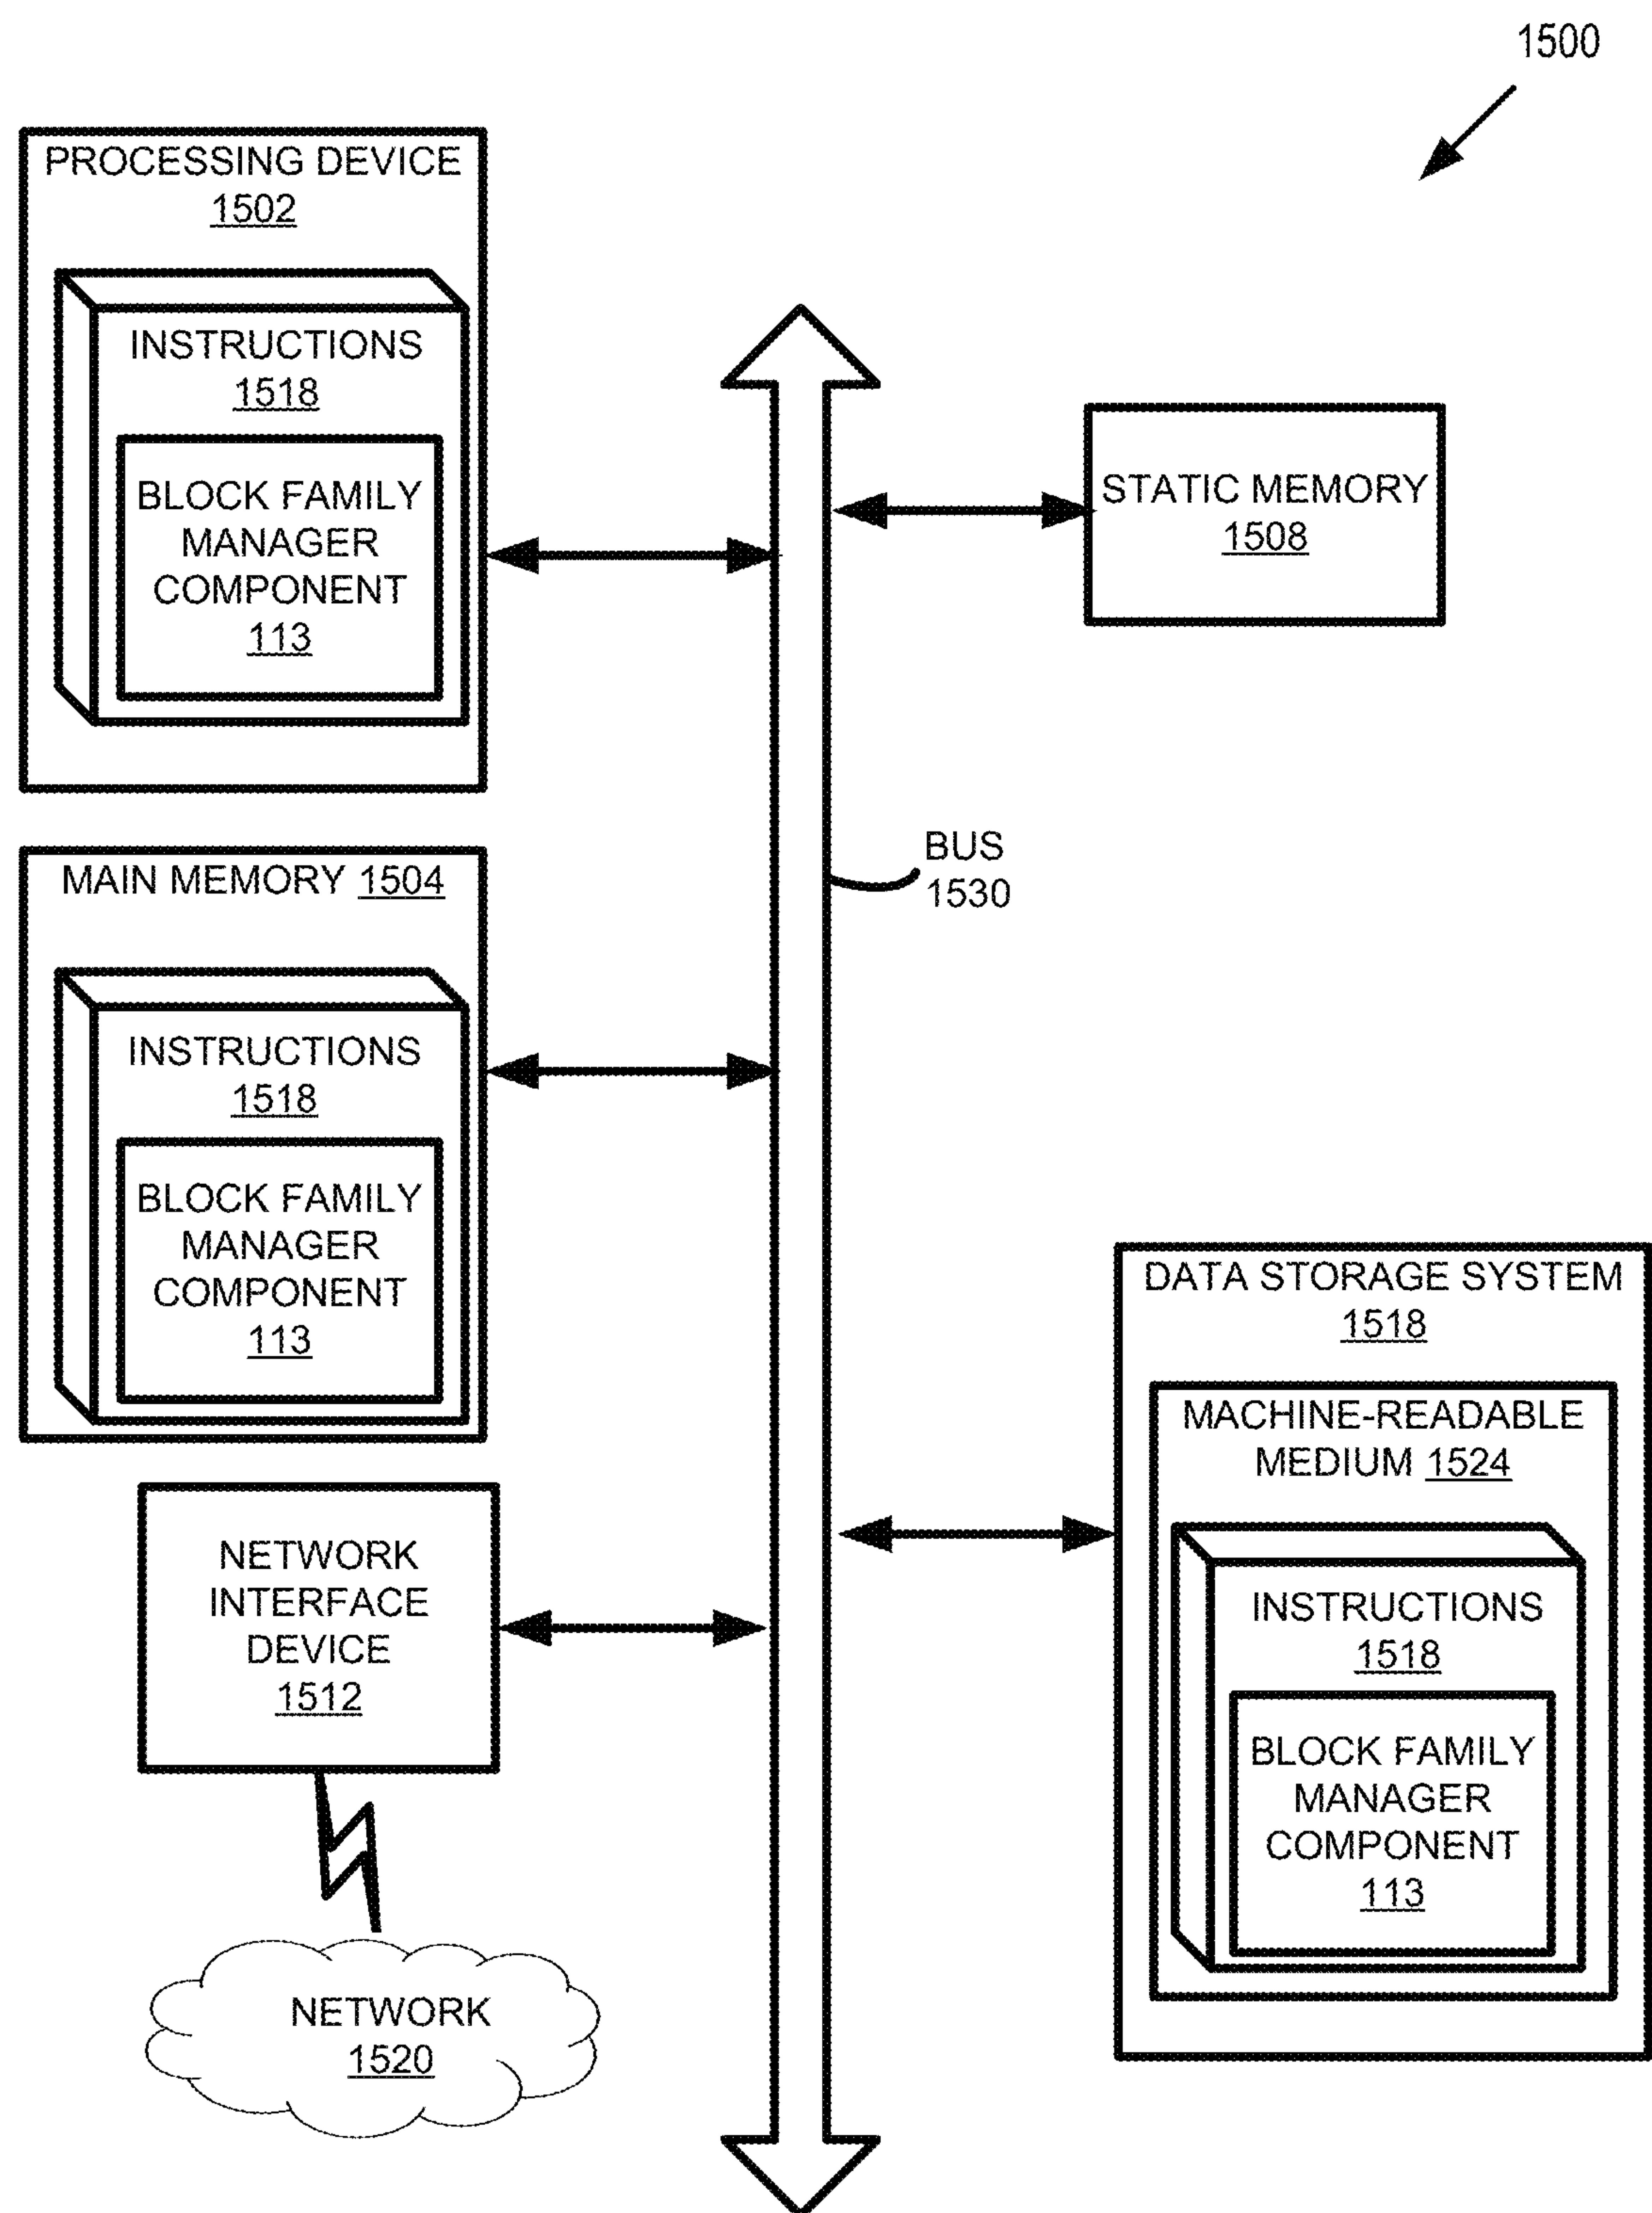 1500
PROCESSING DEVICE
1502
INSTRUCTIONS
1518
BLOCK FAMILY
MANAGER
COMPONENT
113
STATIC MEMORY
1508
BUS
1530
MAIN MEMORY 1504
INSTRUCTIONS
1518
BLOCK FAMILY
MANAGER
COMPONENT
113
DATA STORAGE SYSTEM
1518
MACHINE-READABLE
MEDIUM 1524
INSTRUCTIONS
1518
BLOCK FAMILY
MANAGER
COMPONENT
113
NETWORK
INTERFACE
DEVICE
1512
NETWORK
1520